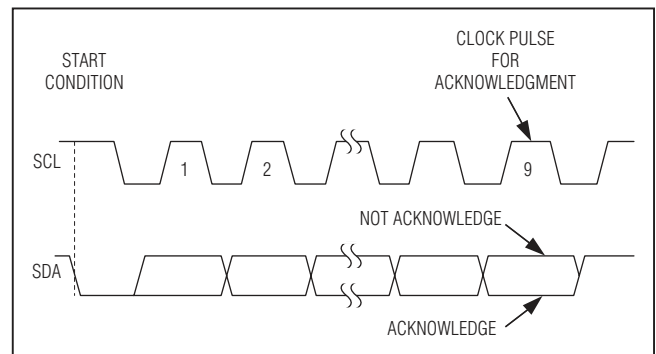 START
CONDITION
CLOCK PULSE
FOR
ACKNOWLEDGMENT
SCL
1
2
9
NOT ACKNOWLEDGE
SDA
ACKNOWLEDGE